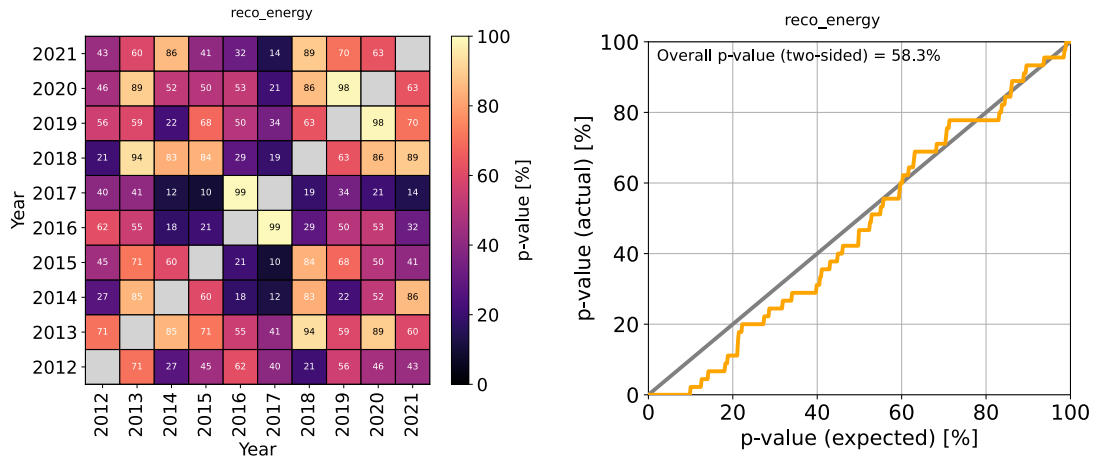 reco_energy
2021 43 60 86 41 32 14 89 70 63
2020 46 89 52 50 53 21 86 98 63
2019 56 59 22 68 50 34 63 98 70
2018 21 94 83 84 29 19 63 86 89
2017 40 41 12 10 99 19 34 21 14
2016 62 55 18 21 99 29 50 53 32
2015 45 71 60 21 10 84 68 50 41
2014 27 85 60 18 12 83 22 52 86
2013 71 85 71 55 41 94 59 89 60
2012 71 27 45 62 40 21 56 46 43
2012 2013 2014 2015 2016 2017 2018 2019 2020 2021
Year
Year
100
80
60
40
20
0
p-value [%]
reco_energy
Overall p-value (two-sided) = 58.3%
100
80
60
40
20
0
p-value (actual) [%]
0 20 40 60 80 100
p-value (expected) [%]